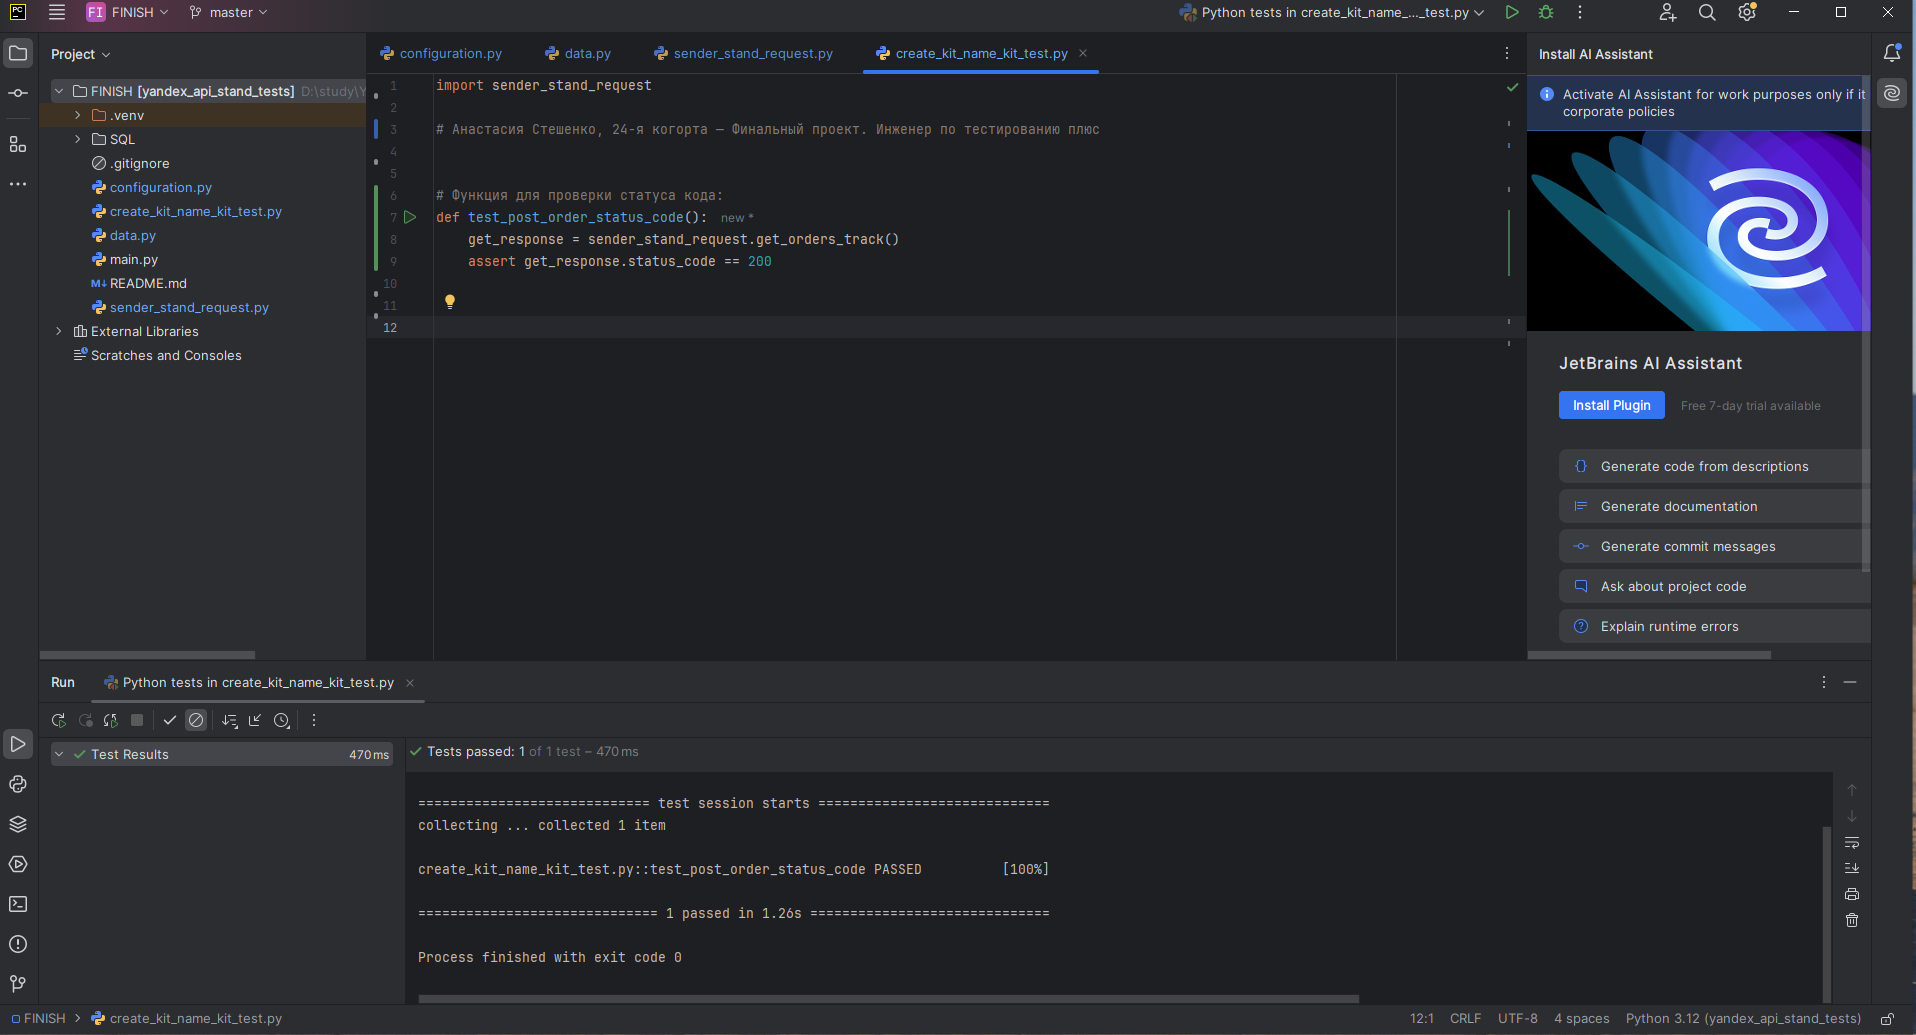 PC FI FINISH master Python tests in create_kit_name_..._test.py
Project
configuration.py data.py sender_stand_request.py create_kit_name_kit_test.py
Install AI Assistant
FINISH [yandex_api_stand_tests] D:\study\Y
.venv
SQL
.gitignore
configuration.py
create_kit_name_kit_test.py
data.py
main.py
M↓ README.md
sender_stand_request.py
External Libraries
Scratches and Consoles
1 import sender_stand_request
2
3 # Анастасия Стешенко, 24-я когорта — Финальный проект. Инженер по тестированию плюс
4
5
6 # Функция для проверки статуса кода:
7 def test_post_order_status_code(): new *
8 get_response = sender_stand_request.get_orders_track()
9 assert get_response.status_code == 200
10
11
12
Activate AI Assistant for work purposes only if it
corporate policies
JetBrains AI Assistant
Install Plugin Free 7-day trial available
Generate code from descriptions
Generate documentation
Generate commit messages
Ask about project code
Explain runtime errors
Run Python tests in create_kit_name_kit_test.py
Test Results 470 ms
Tests passed: 1 of 1 test – 470 ms
============================= test session starts =============================
collecting ... collected 1 item
create_kit_name_kit_test.py::test_post_order_status_code PASSED [100%]
============================== 1 passed in 1.26s ==============================
Process finished with exit code 0
FINISH > create_kit_name_kit_test.py
12:1 CRLF UTF-8 4 spaces Python 3.12 (yandex_api_stand_tests)